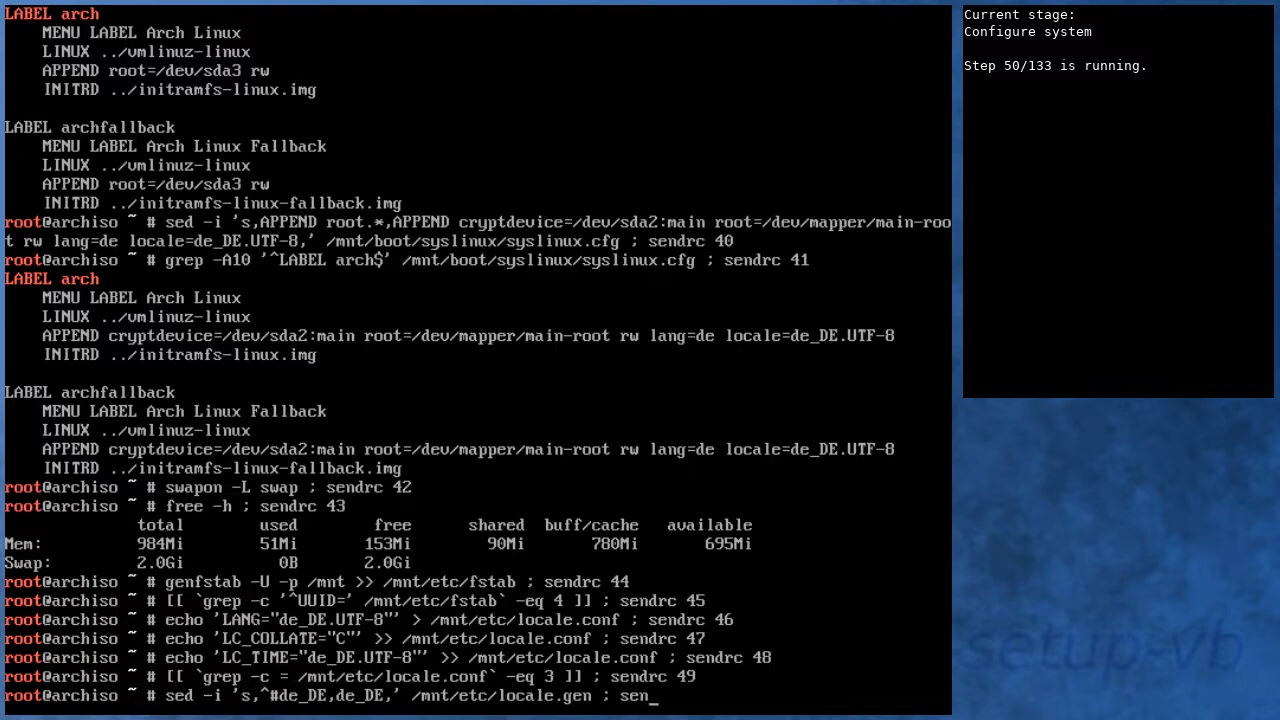 LABEL arch
MENU LABEL Arch Linux
LINUX ../vmlinuz-linux
APPEND root=/dev/sda3 rw
INITRD ../initramfs-linux.img
LABEL archfallback
MENU LABEL Arch Linux Fallback
LINUX ../vmlinuz-linux
APPEND root=/dev/sda3 rw
INITRD ../initramfs-linux-fallback.img
root@archiso ~ # sed -i 's,APPEND root.*,APPEND cryptdevice=/dev/sda2:main root=/dev/mapper/main-roo
t rw lang=de locale=de_DE.UTF-8,' /mnt/boot/syslinux/syslinux.cfg ; sendrc 40
root@archiso ~ # grep -A10 '^LABEL arch$' /mnt/boot/syslinux/syslinux.cfg ; sendrc 41
LABEL arch
MENU LABEL Arch Linux
LINUX ../vmlinuz-linux
APPEND cryptdevice=/dev/sda2:main root=/dev/mapper/main-root rw lang=de locale=de_DE.UTF-8
INITRD ../initramfs-linux.img
LABEL archfallback
MENU LABEL Arch Linux Fallback
LINUX ../vmlinuz-linux
APPEND cryptdevice=/dev/sda2:main root=/dev/mapper/main-root rw lang=de locale=de_DE.UTF-8
INITRD ../initramfs-linux-fallback.img
root@archiso ~ # swapon -L swap ; sendrc 42
root@archiso ~ # free -h ; sendrc 43
total used free shared buff/cache available
Mem: 984Mi 51Mi 153Mi 90Mi 780Mi 695Mi
Swap: 2.0Gi 0B 2.0Gi
root@archiso ~ # genfstab -U -p /mnt >> /mnt/etc/fstab ; sendrc 44
root@archiso ~ # [[ `grep -c '^UUID=' /mnt/etc/fstab` -eq 4 ]] ; sendrc 45
root@archiso ~ # echo 'LANG="de_DE.UTF-8"' > /mnt/etc/locale.conf ; sendrc 46
root@archiso ~ # echo 'LC_COLLATE="C"' >> /mnt/etc/locale.conf ; sendrc 47
root@archiso ~ # echo 'LC_TIME="de_DE.UTF-8"' >> /mnt/etc/locale.conf ; sendrc 48
root@archiso ~ # [[ `grep -c = /mnt/etc/locale.conf` -eq 3 ]] ; sendrc 49
root@archiso ~ # sed -i 's,^#de_DE,de_DE,' /mnt/etc/locale.gen ; sen_
Current stage:
Configure system
Step 50/133 is running.
setup-vb